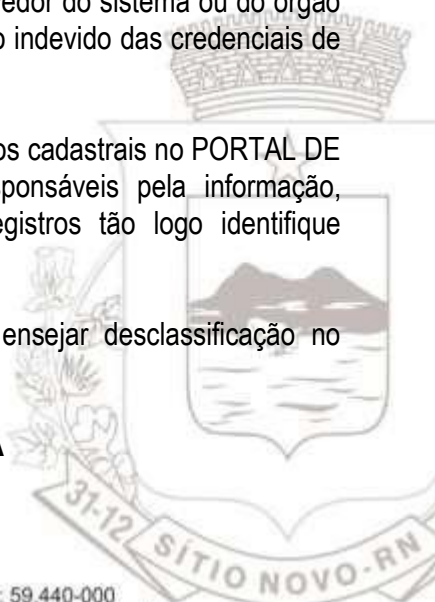 edor do sistema ou do órgão
o indevido das credenciais de
os cadastrais no PORTAL DE
sponsáveis pela informação,
egistros tão logo identifique
ensejar desclassificação no
A
31-12 SÍTIO NOVO-RN
: 59.440-000